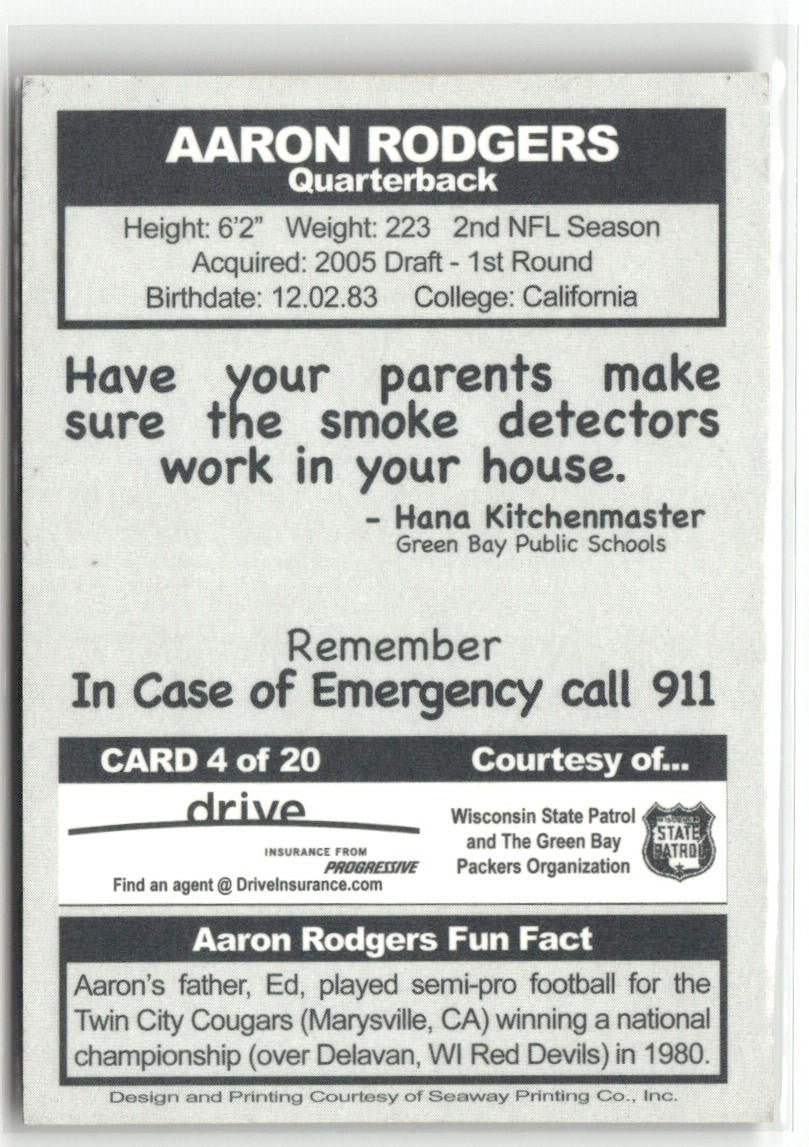 AARON RODGERS
Quarterback
Height: 6'2" Weight: 223 2nd NFL Season
Acquired: 2005 Draft - 1st Round
Birthdate: 12.02.83 College: California
Have your parents make
sure the smoke detectors
work in your house.
- Hana Kitchenmaster
Green Bay Public Schools
Remember
In Case of Emergency call 911
CARD 4 of 20 Courtesy of...
drive
INSURANCE FROM
PROGRESSIVE
Find an agent @ DriveInsurance.com
Wisconsin State Patrol
and The Green Bay
Packers Organization
WISCONSIN
STATE
PATROL
Aaron Rodgers Fun Fact
Aaron's father, Ed, played semi-pro football for the
Twin City Cougars (Marysville, CA) winning a national
championship (over Delavan, WI Red Devils) in 1980.
Design and Printing Courtesy of Seaway Printing Co., Inc.